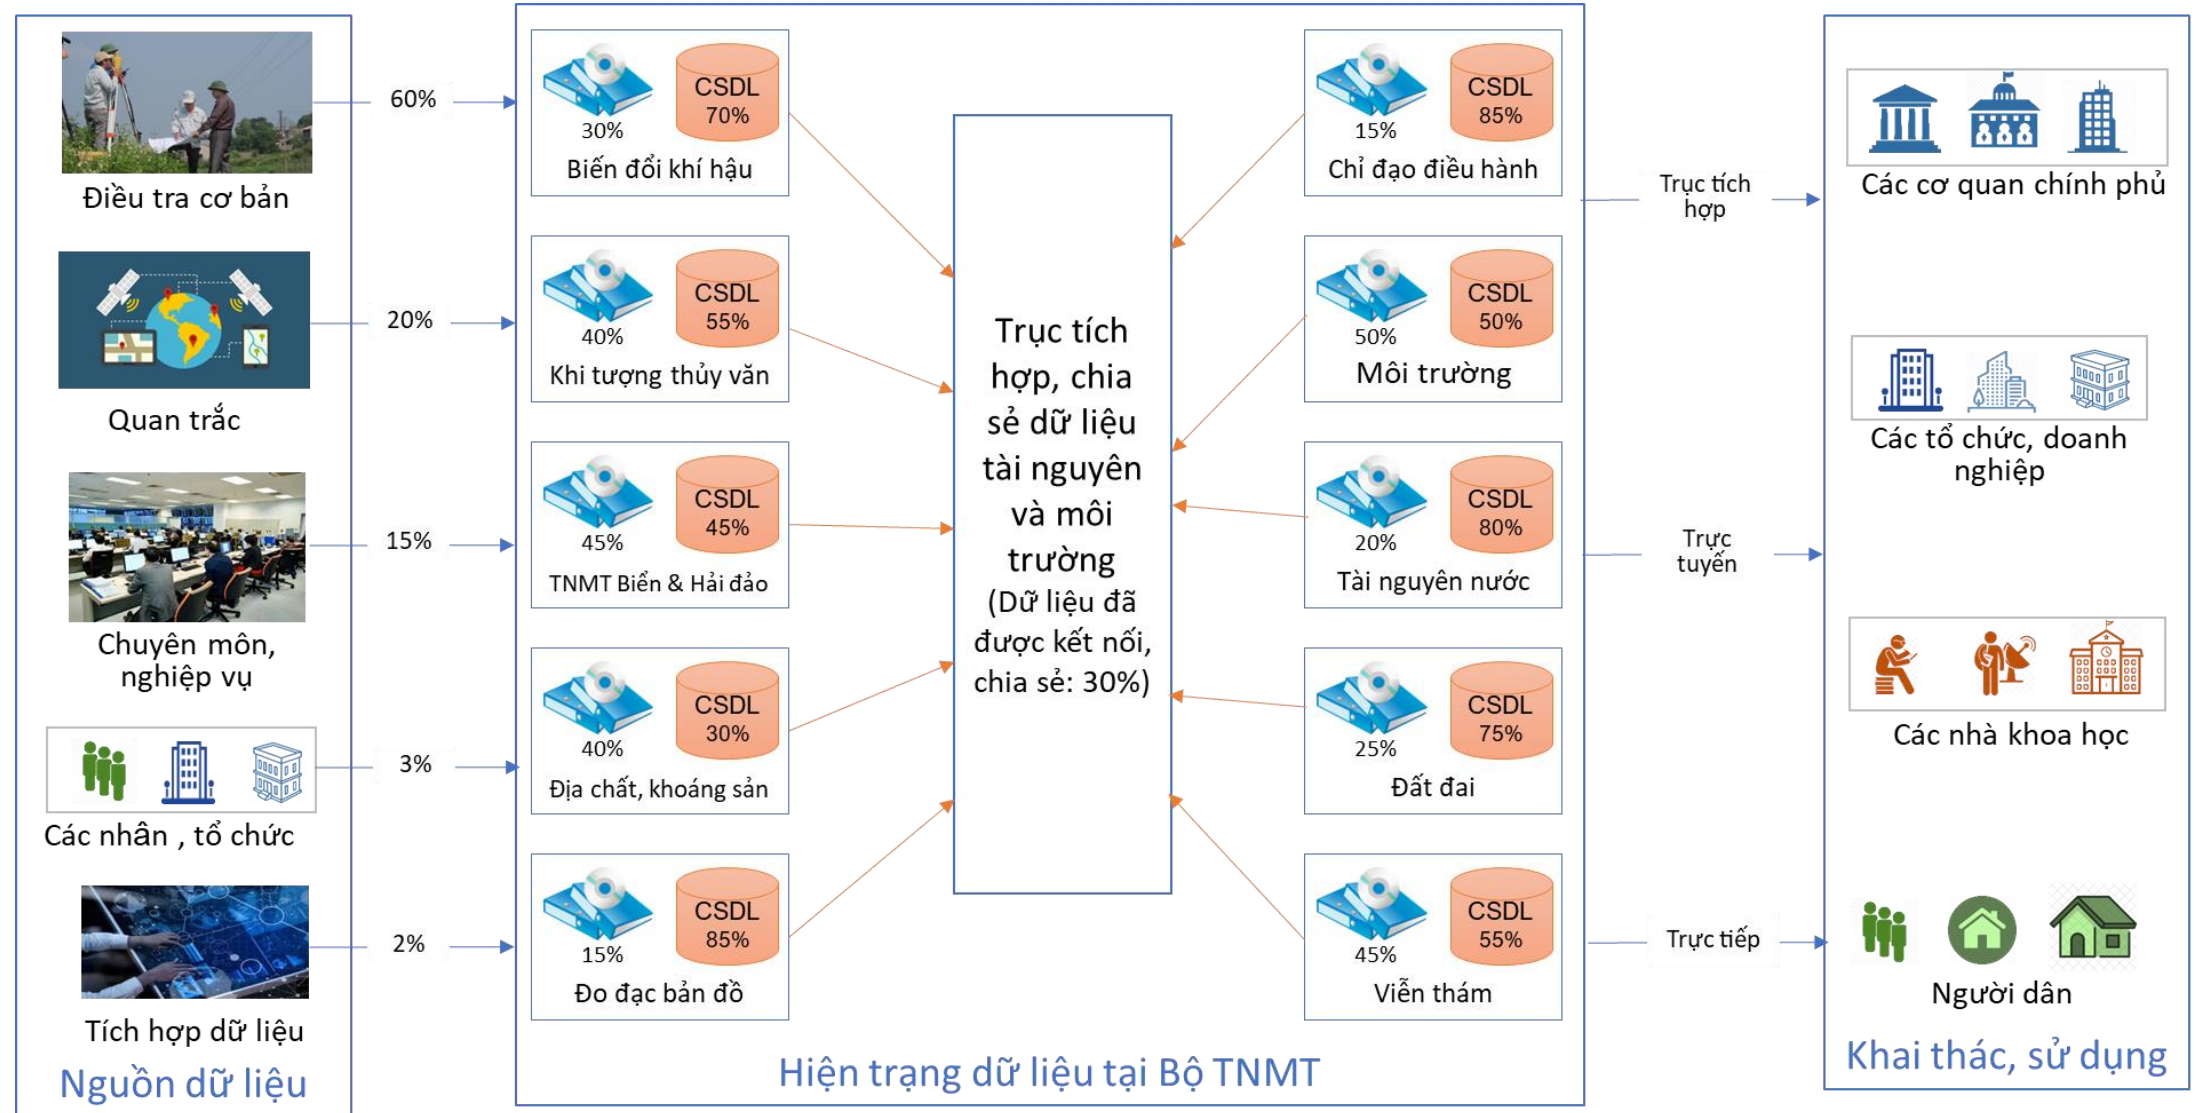 Điều tra cơ bản
Quan trắc
Chuyên môn,
nghiệp vụ
Các nhân , tổ chức
Tích hợp dữ liệu
Nguồn dữ liệu
60%
20%
15%
3%
2%
CSDL
70%
30%
Biến đổi khí hậu
CSDL
55%
40%
Khi tượng thủy văn
CSDL
45%
45%
TNMT Biển & Hải đảo
CSDL
30%
40%
Địa chất, khoáng sản
CSDL
85%
15%
Đo đạc bản đồ
Trục tích
hợp, chia
sẻ dữ liệu
tài nguyên
và môi
trường
(Dữ liệu đã
được kết nối,
chia sẻ: 30%)
CSDL
85%
15%
Chỉ đạo điều hành
CSDL
50%
50%
Môi trường
CSDL
80%
20%
Tài nguyên nước
CSDL
75%
25%
Đất đai
CSDL
55%
45%
Viễn thám
Hiện trạng dữ liệu tại Bộ TNMT
Trục tích
hợp
Trực
tuyến
Trực tiếp
Các cơ quan chính phủ
Các tổ chức, doanh
nghiệp
Các nhà khoa học
Người dân
Khai thác, sử dụng